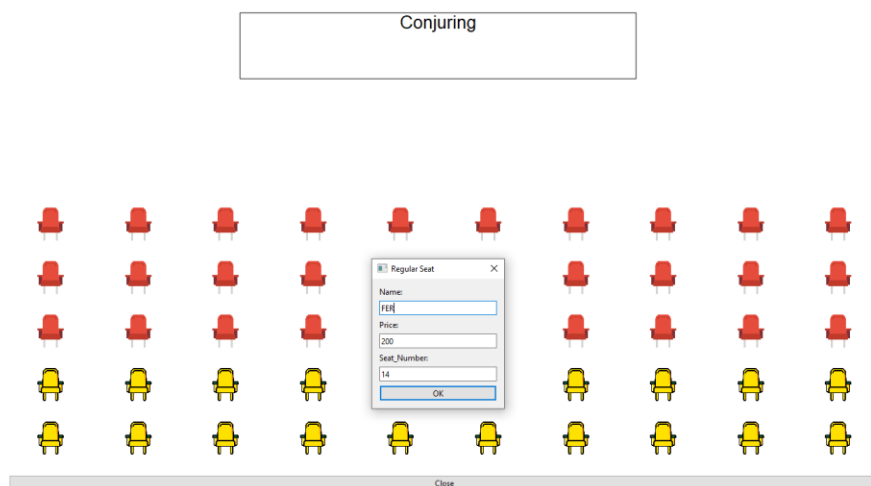 Conjuring
Regular Seat
Name:
FER
Price:
200
Seat_Number:
14
OK
Close